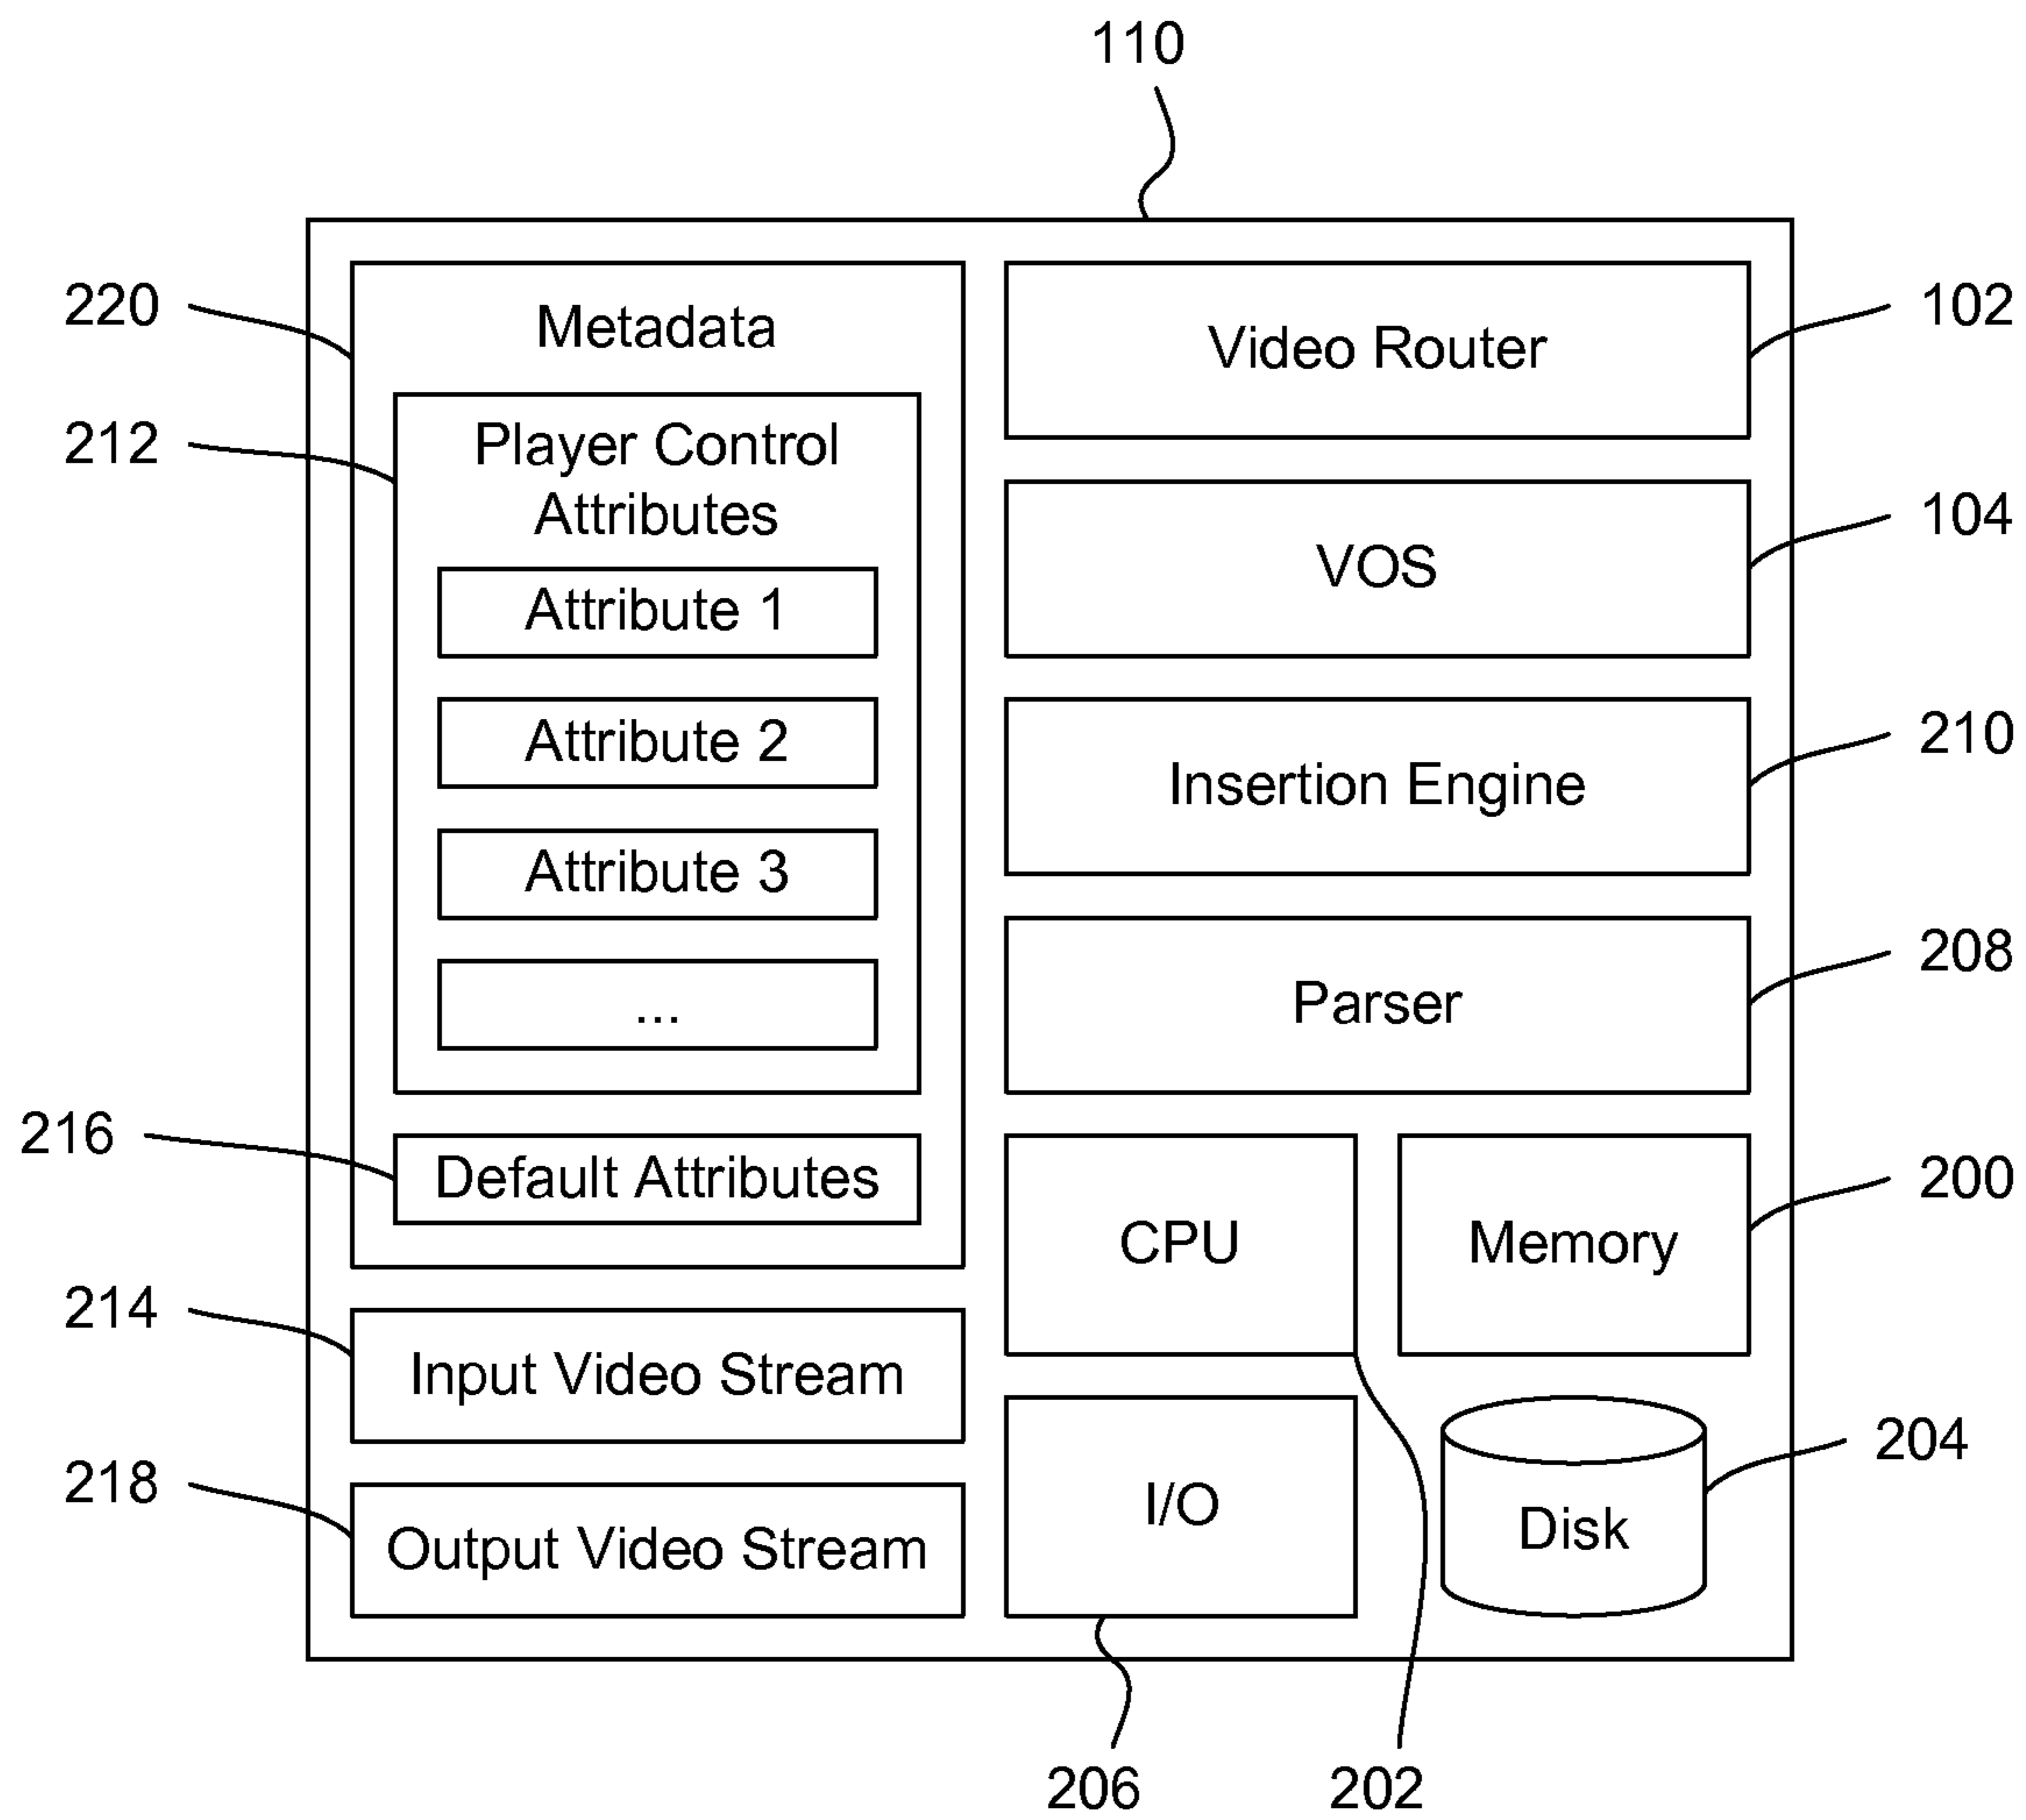 110
220
Metadata
212
Player Control
Attributes
Attribute 1
Attribute 2
Attribute 3
...
216
Default Attributes
214
Input Video Stream
218
Output Video Stream
Video Router
102
VOS
104
Insertion Engine
210
Parser
208
CPU
Memory
200
I/O
Disk
204
206
202